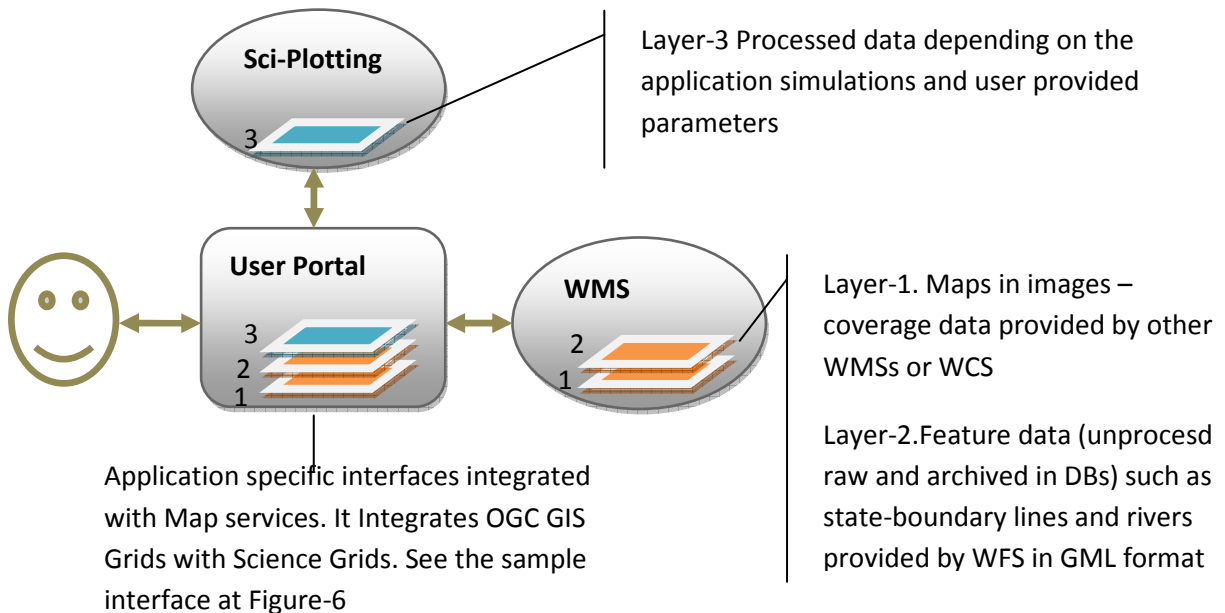 Sci-Plotting
3
Layer-3 Processed data depending on the
application simulations and user provided
parameters
User Portal
3
2
1
WMS
2
1
Layer-1. Maps in images –
coverage data provided by other
WMSs or WCS
Layer-2.Feature data (unprocesd
raw and archived in DBs) such as
state-boundary lines and rivers
provided by WFS in GML format
Application specific interfaces integrated
with Map services. It Integrates OGC GIS
Grids with Science Grids. See the sample
interface at Figure-6